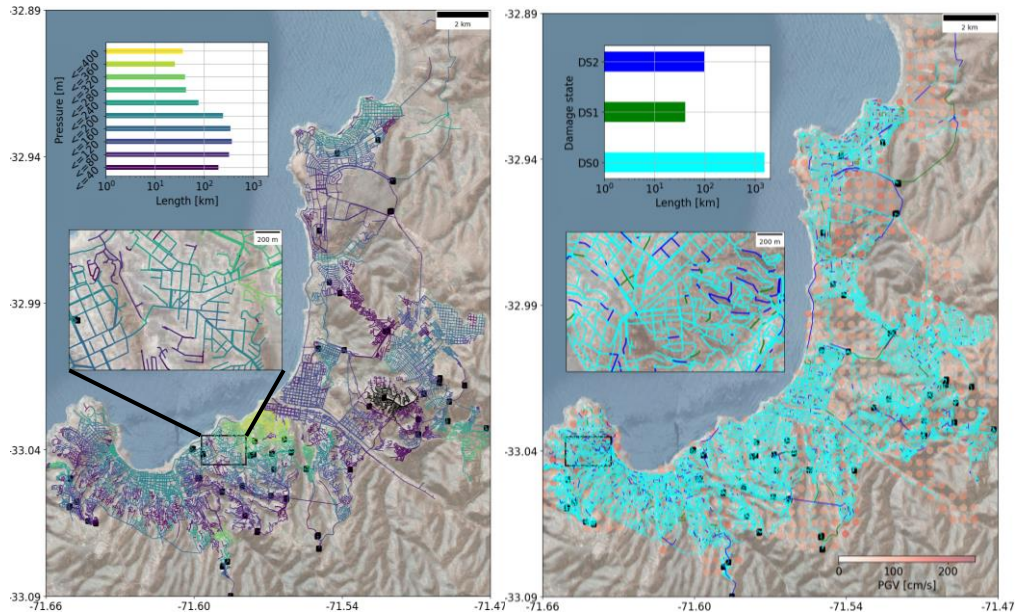 -32.89
2 km
<=400
<=360
<=320
<=280
<=240
<=200
<=160
<=120
<=80
<=40
Pressure [m]
10⁰ 10¹ 10² 10³
Length [km]
200 m
-32.94
-32.99
-33.04
-33.09
-71.66 -71.60 -71.54 -71.47
-32.89
2 km
DS2
DS1
DS0
Damage state
10⁰ 10¹ 10² 10³
Length [km]
200 m
-32.94
-32.99
-33.04
0 100 200
PGV [cm/s]
-33.09
-71.66 -71.60 -71.54 -71.47